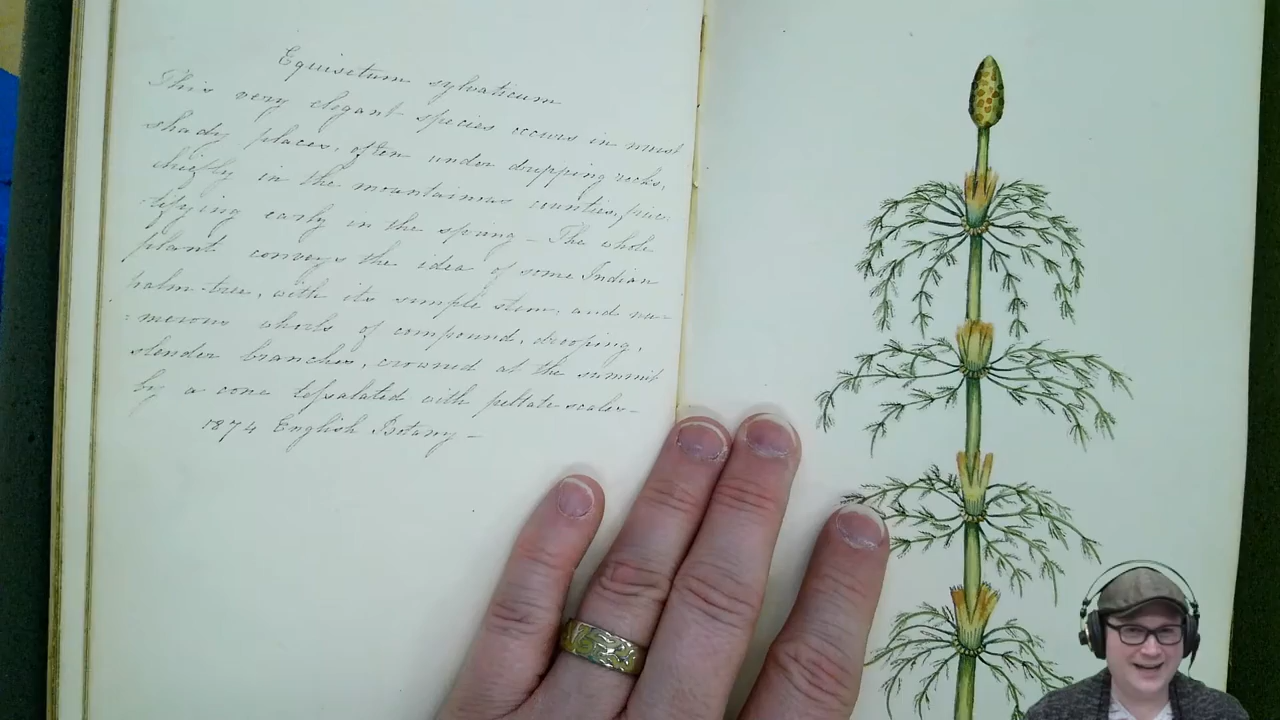 Equisetum sylvaticum
This very elegant species occurs in moist
shady places, often under dripping rocks,
chiefly in the mountainous counties, fruc-
-tifying early in the spring — The whole
plant conveys the idea of some Indian
palm-tree, with its simple stem, and nu-
=merous whorls of compound, drooping,
slender branches, crowned at the summit
by a cone tessalated with peltate scales —
1874 English Botany —